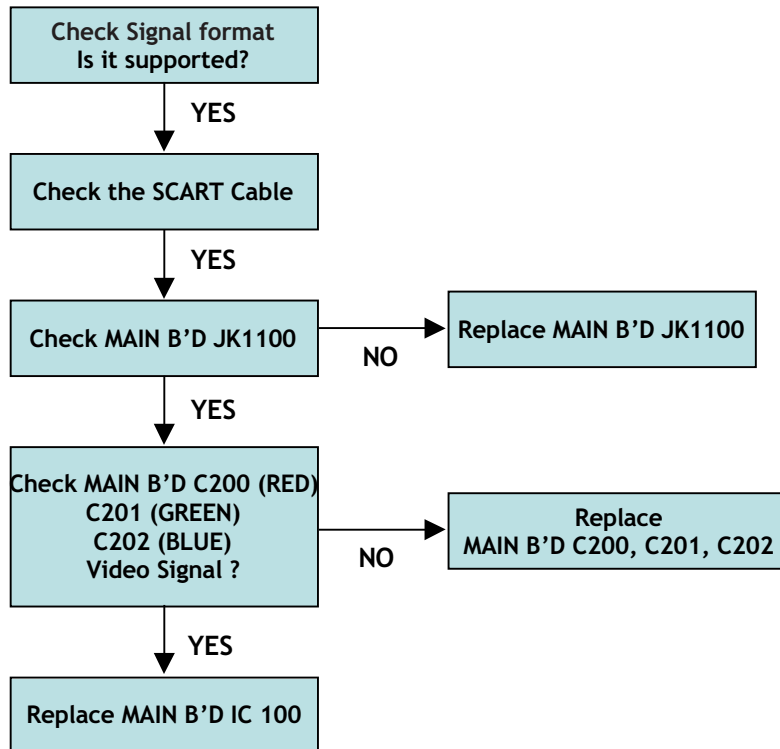 Check Signal format
Is it supported?
YES
Check the SCART Cable
YES
Check MAIN B’D JK1100
NO
Replace MAIN B’D JK1100
YES
Check MAIN B’D C200 (RED)
C201 (GREEN)
C202 (BLUE)
Video Signal ?
NO
Replace
MAIN B’D C200, C201, C202
YES
Replace MAIN B’D IC 100